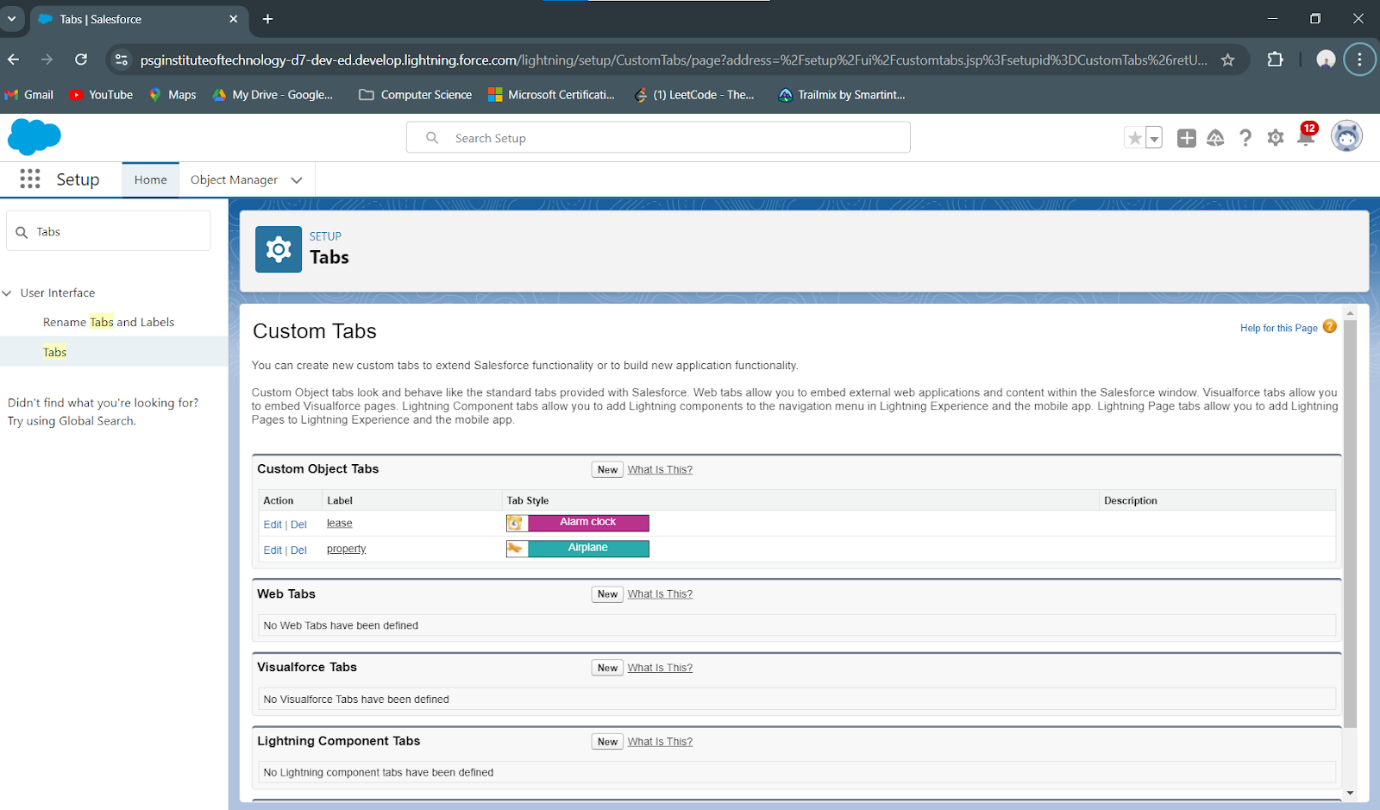 Tabs | Salesforce
psginstituteoftechnology-d7-dev-ed.develop.lightning.force.com/lightning/setup/CustomTabs/page?address=%2Fsetup%2Fui%2Fcustomtabs.jsp%3Fsetupid%3DCustomTabs%26retU...
Gmail YouTube Maps My Drive - Google... Computer Science Microsoft Certificati... (1) LeetCode - The... Trailmix by Smartint...
Search Setup
12
Setup Home Object Manager
Tabs
User Interface
Rename Tabs and Labels
Tabs
Didn't find what you're looking for?
Try using Global Search.
SETUP
Tabs
Custom Tabs
Help for this Page
You can create new custom tabs to extend Salesforce functionality or to build new application functionality.
Custom Object tabs look and behave like the standard tabs provided with Salesforce. Web tabs allow you to embed external web applications and content within the Salesforce window. Visualforce tabs allow you
to embed Visualforce pages. Lightning Component tabs allow you to add Lightning components to the navigation menu in Lightning Experience and the mobile app. Lightning Page tabs allow you to add Lightning
Pages to Lightning Experience and the mobile app.
Custom Object Tabs New What Is This?
Action Label Tab Style Description
Edit | Del lease Alarm clock
Edit | Del property Airplane
Web Tabs New What Is This?
No Web Tabs have been defined
Visualforce Tabs New What Is This?
No Visualforce Tabs have been defined
Lightning Component Tabs New What Is This?
No Lightning component tabs have been defined